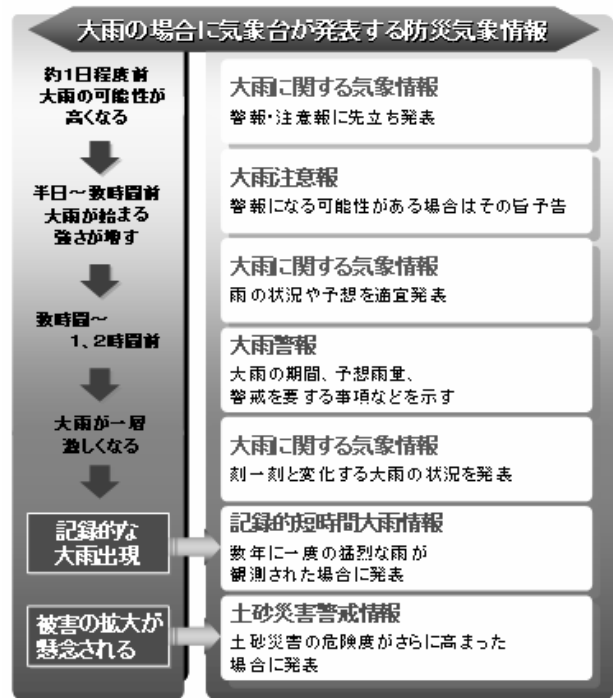 大雨の場合に気象台が発表する防災気象情報
約1日程度前
大雨の可能性が
高くなる
半日～数時間前
大雨が始まる
強さが増す
数時間～
1、2時間前
大雨が一層
激しくなる
記録的な
大雨出現
被害の拡大が
懸念される
大雨に関する気象情報
警報・注意報に先立ち発表
大雨注意報
警報になる可能性がある場合はその旨予告
大雨に関する気象情報
雨の状況や予想を適宜発表
大雨警報
大雨の期間、予想雨量、
警戒を要する事項などを示す
大雨に関する気象情報
刻一刻と変化する大雨の状況を発表
記録的短時間大雨情報
数年に一度の猛烈な雨が
観測された場合に発表
土砂災害警戒情報
土砂災害の危険度がさらに高まった
場合に発表